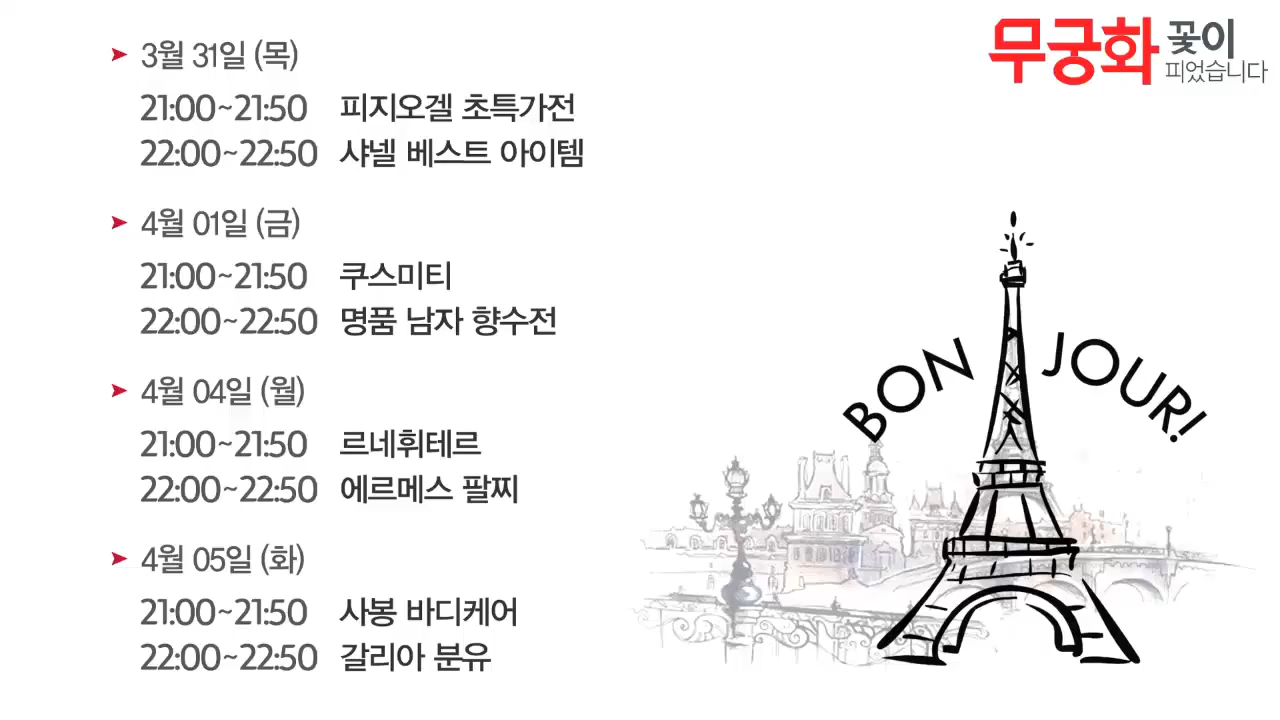 무궁화 꽃이
피었습니다
3월 31일 (목)
21:00~21:50 피지오겔 초특가전
22:00~22:50 샤넬 베스트 아이템
4월 01일 (금)
21:00~21:50 쿠스미티
22:00~22:50 명품 남자 향수전
4월 04일 (월)
21:00~21:50 르네휘테르
22:00~22:50 에르메스 팔찌
4월 05일 (화)
21:00~21:50 사봉 바디케어
22:00~22:50 갈리아 분유
BON JOUR!